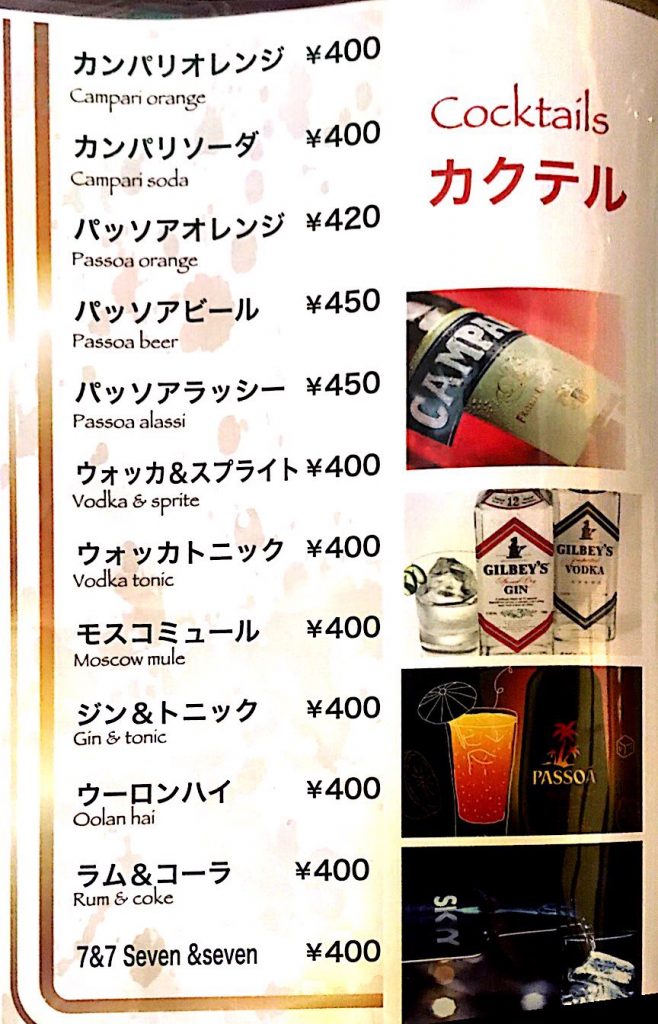 カンパリオレンジ ¥400
Campari orange
カンパリソーダ ¥400
Campari soda
パッソアオレンジ ¥420
Passoa orange
パッソアビール ¥450
Passoa beer
パッソアラッシー ¥450
Passoa alassi
ウォッカ&スプライト ¥400
Vodka & sprite
ウォッカトニック ¥400
Vodka tonic
モスコミュール ¥400
Moscow mule
ジン&トニック ¥400
Gin & tonic
ウーロンハイ ¥400
Oolan hai
ラム&コーラ ¥400
Rum & coke
7&7 Seven &seven ¥400
Cocktails
カクテル
CAMPA
12
GILBEY'S
GIN
GILBEY'S
VODKA
PASSOÃ
SKYY